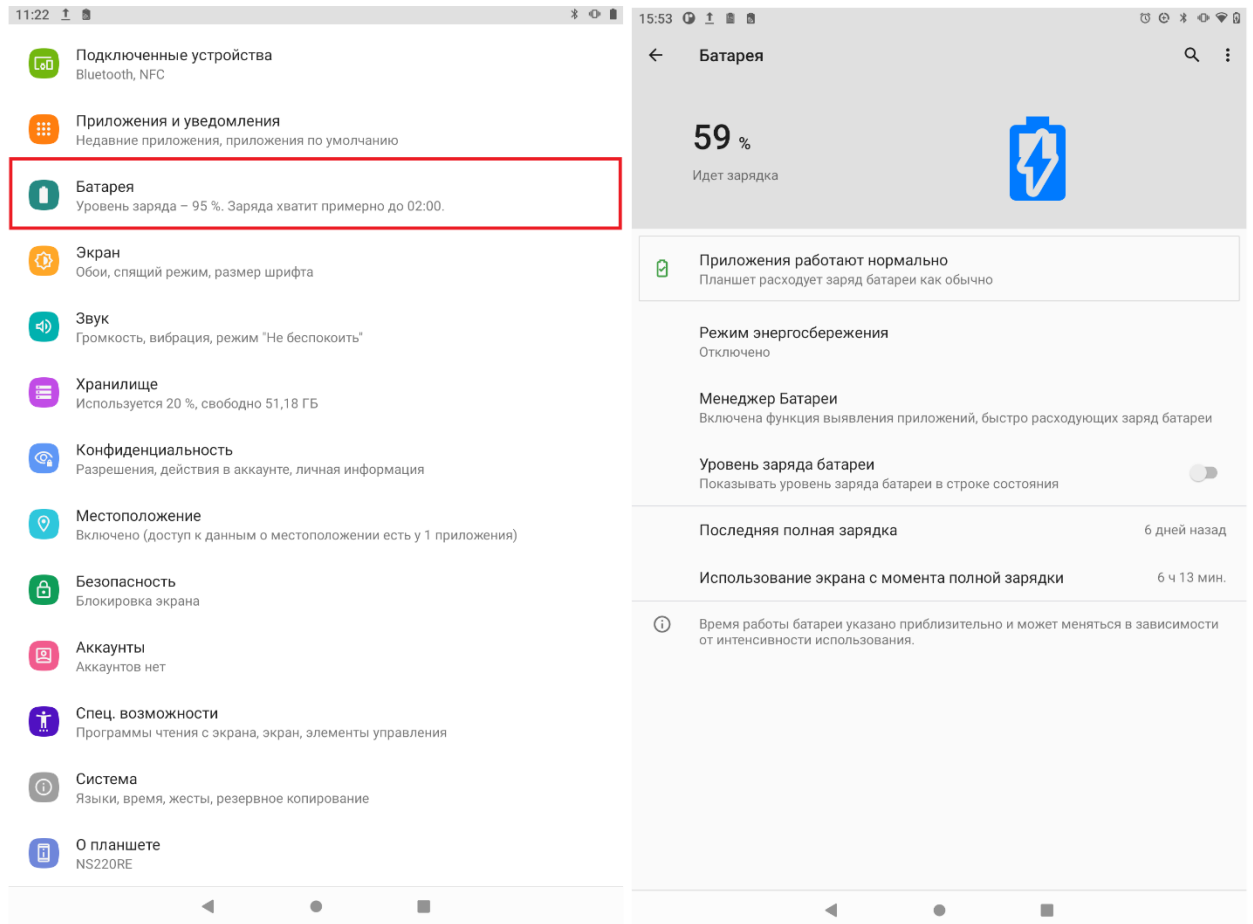 11:22
Подключенные устройства
Bluetooth, NFC
Приложения и уведомления
Недавние приложения, приложения по умолчанию
Батарея
Уровень заряда – 95 %. Заряда хватит примерно до 02:00.
Экран
Обои, спящий режим, размер шрифта
Звук
Громкость, вибрация, режим "Не беспокоить"
Хранилище
Используется 20 %, свободно 51,18 ГБ
Конфиденциальность
Разрешения, действия в аккаунте, личная информация
Местоположение
Включено (доступ к данным о местоположении есть у 1 приложения)
Безопасность
Блокировка экрана
Аккаунты
Аккаунтов нет
Спец. возможности
Программы чтения с экрана, экран, элементы управления
Система
Языки, время, жесты, резервное копирование
О планшете
NS220RE
15:53
Батарея
59 %
Идет зарядка
Приложения работают нормально
Планшет расходует заряд батареи как обычно
Режим энергосбережения
Отключено
Менеджер Батареи
Включена функция выявления приложений, быстро расходующих заряд батареи
Уровень заряда батареи
Показывать уровень заряда батареи в строке состояния
Последняя полная зарядка 6 дней назад
Использование экрана с момента полной зарядки 6 ч 13 мин.
Время работы батареи указано приблизительно и может меняться в зависимости
от интенсивности использования.